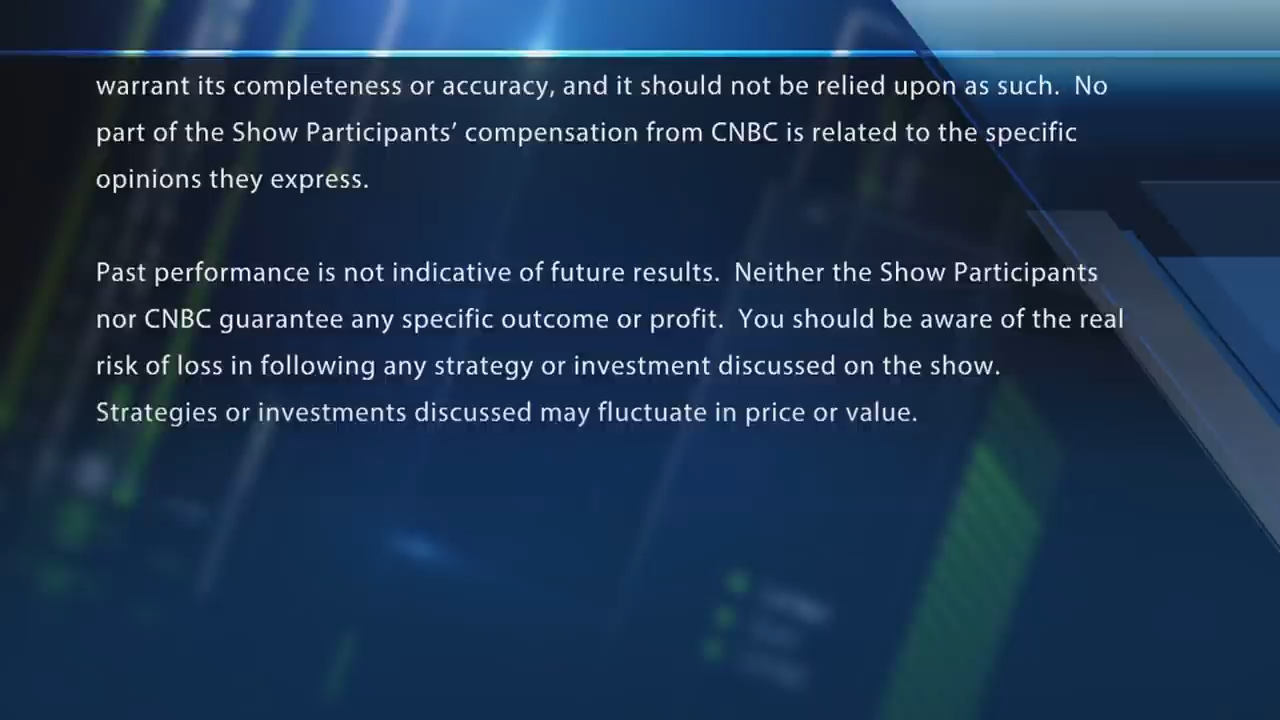 warrant its completeness or accuracy, and it should not be relied upon as such.  No
part of the Show Participants’ compensation from CNBC is related to the specific
opinions they express.
Past performance is not indicative of future results.  Neither the Show Participants
nor CNBC guarantee any specific outcome or profit.  You should be aware of the real
risk of loss in following any strategy or investment discussed on the show.
Strategies or investments discussed may fluctuate in price or value.